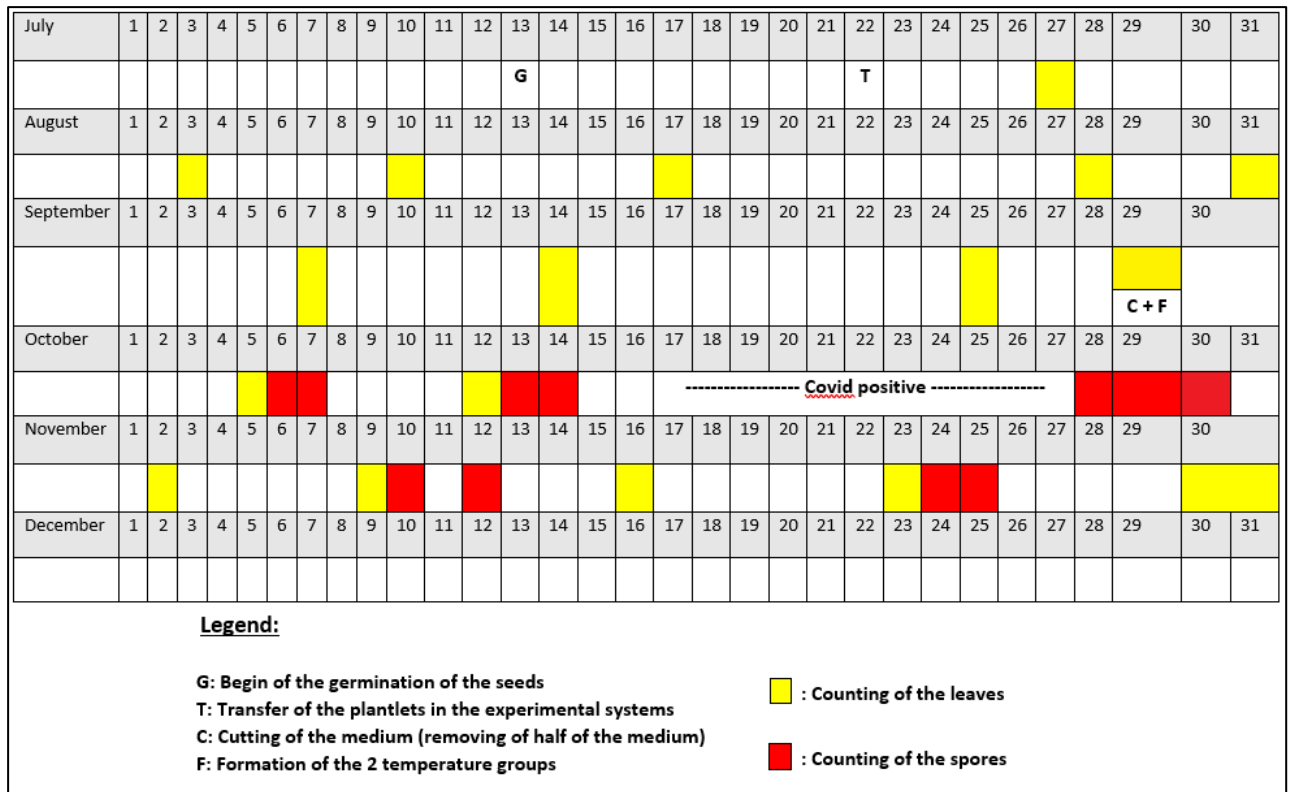 July 1 2 3 4 5 6 7 8 9 10 11 12 13 14 15 16 17 18 19 20 21 22 23 24 25 26 27 28 29 30 31
G T
August 1 2 3 4 5 6 7 8 9 10 11 12 13 14 15 16 17 18 19 20 21 22 23 24 25 26 27 28 29 30 31
September 1 2 3 4 5 6 7 8 9 10 11 12 13 14 15 16 17 18 19 20 21 22 23 24 25 26 27 28 29 30
C + F
October 1 2 3 4 5 6 7 8 9 10 11 12 13 14 15 16 17 18 19 20 21 22 23 24 25 26 27 28 29 30 31
------------------ Covid positive ------------------
November 1 2 3 4 5 6 7 8 9 10 11 12 13 14 15 16 17 18 19 20 21 22 23 24 25 26 27 28 29 30
December 1 2 3 4 5 6 7 8 9 10 11 12 13 14 15 16 17 18 19 20 21 22 23 24 25 26 27 28 29 30 31
Legend:
G: Begin of the germination of the seeds
T: Transfer of the plantlets in the experimental systems
C: Cutting of the medium (removing of half of the medium)
F: Formation of the 2 temperature groups
: Counting of the leaves
: Counting of the spores